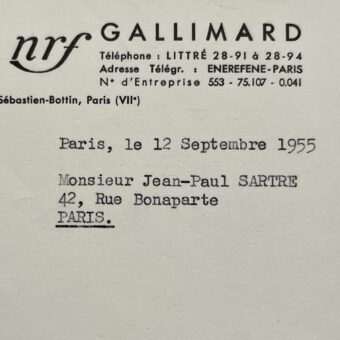 nrf GALLIMARD
Téléphone : LITTRÉ 28-91 à 28-94
Adresse Télégr. : ENEREFENE-PARIS
N° d'Entreprise 553 - 75.107 - 0.041
Sébastien-Bottin, Paris (VIIe)
Paris, le 12 Septembre 1955
Monsieur Jean-Paul SARTRE
42, Rue Bonaparte
PARIS.